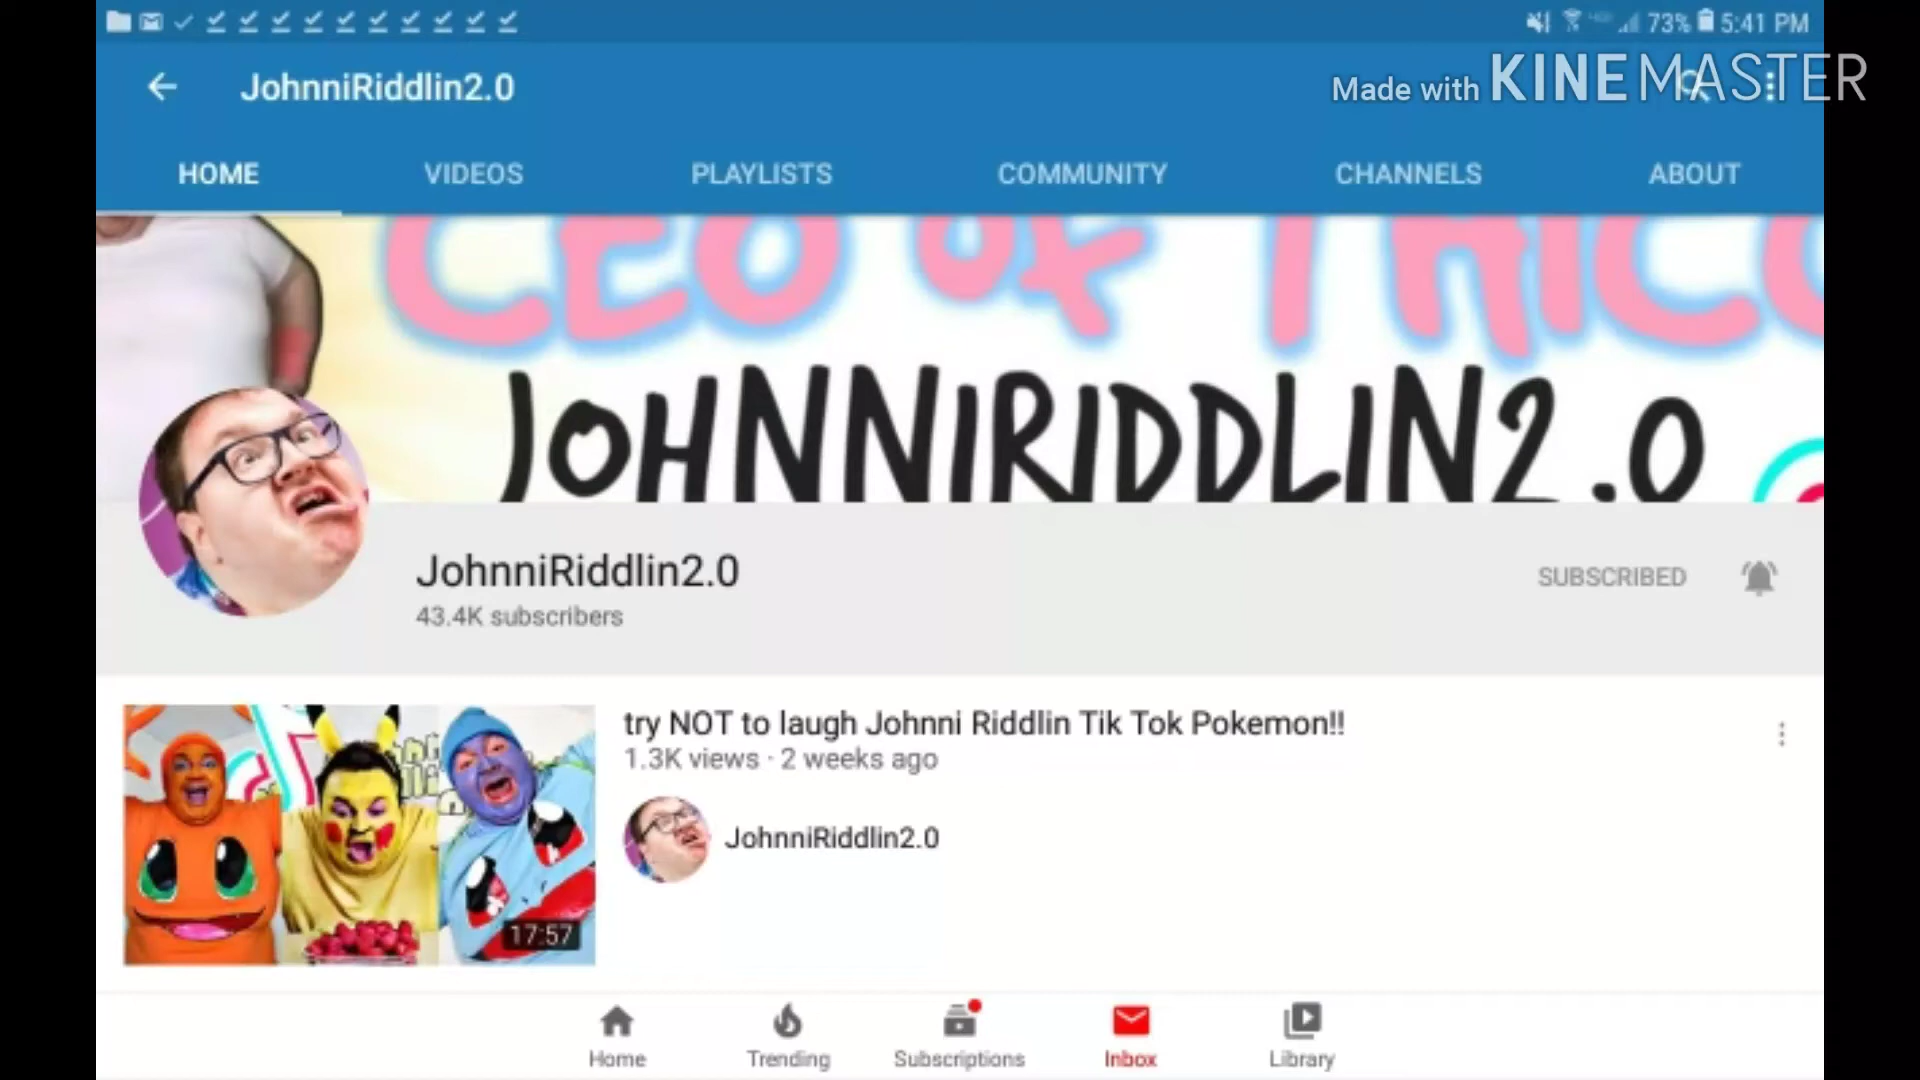 73% 5:41 PM
JohnniRiddlin2.0
Made with KINEMASTER
HOME VIDEOS PLAYLISTS COMMUNITY CHANNELS ABOUT
CEO OF THICC
JOHNNIRIDDLIN2.0
JohnniRiddlin2.0
43.4K subscribers
SUBSCRIBED
try NOT to laugh Johnni Riddlin Tik Tok Pokemon!!
1.3K views · 2 weeks ago
JohnniRiddlin2.0
17:57
Home Trending Subscriptions Inbox Library